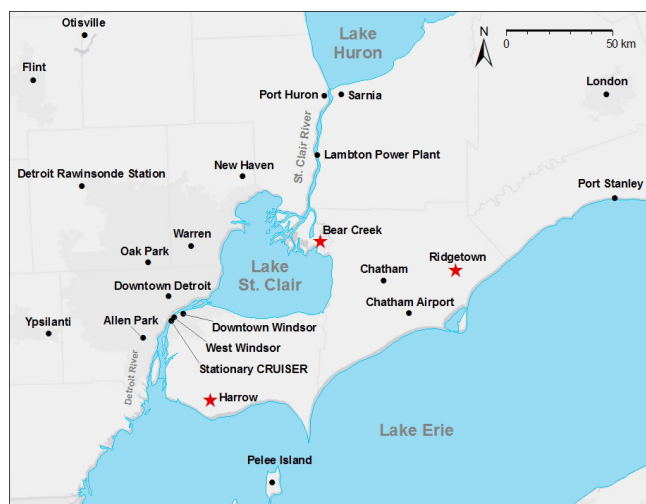 Otisville
Lake
Huron
N
0
50 km
Flint
London
Port Huron
Sarnia
St. Clair River
Lambton Power Plant
New Haven
Detroit Rawinsonde Station
Port Stanley
Bear Creek
Warren
Oak Park
Ridgetown
Lake
St. Clair
Chatham
Downtown Detroit
Chatham Airport
Ypsilanti
Allen Park
Downtown Windsor
West Windsor
Stationary CRUISER
Detroit River
Harrow
Lake Erie
Pelee Island